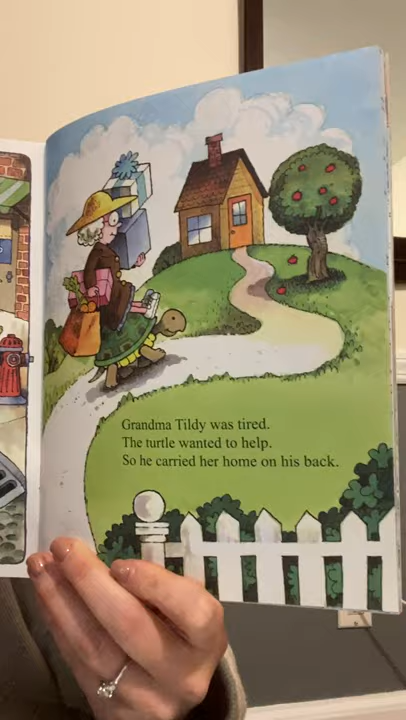 Grandma Tildy was tired.
The turtle wanted to help.
So he carried her home on his back.